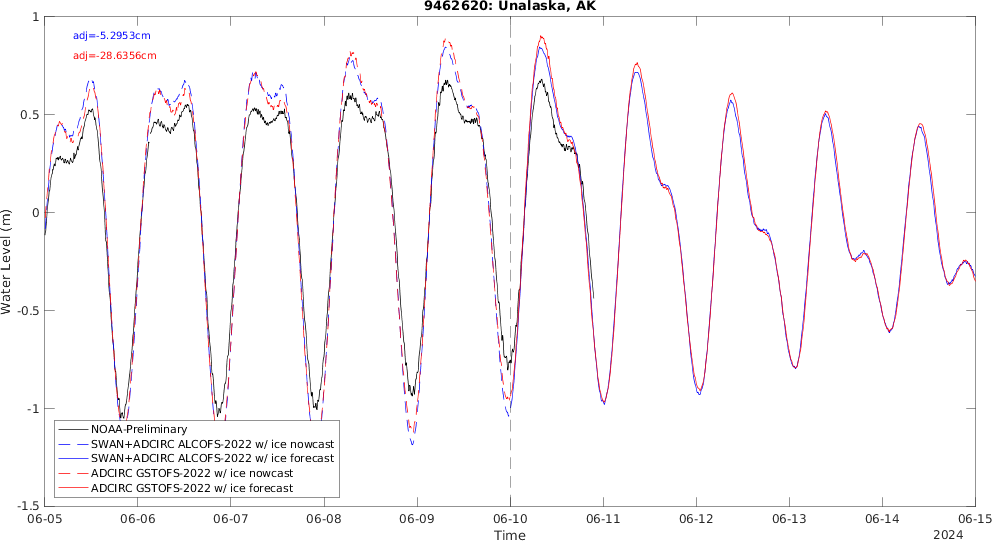 9462620: Unalaska, AK
adj=-5.2953cm
adj=-28.6356cm
Water Level (m)
1
0.5
0
-0.5
-1
-1.5
NOAA-Preliminary
SWAN+ADCIRC ALCOFS-2022 w/ ice nowcast
SWAN+ADCIRC ALCOFS-2022 w/ ice forecast
ADCIRC GSTOFS-2022 w/ ice nowcast
ADCIRC GSTOFS-2022 w/ ice forecast
06-05 06-06 06-07 06-08 06-09 06-10 06-11 06-12 06-13 06-14 06-15
Time
2024